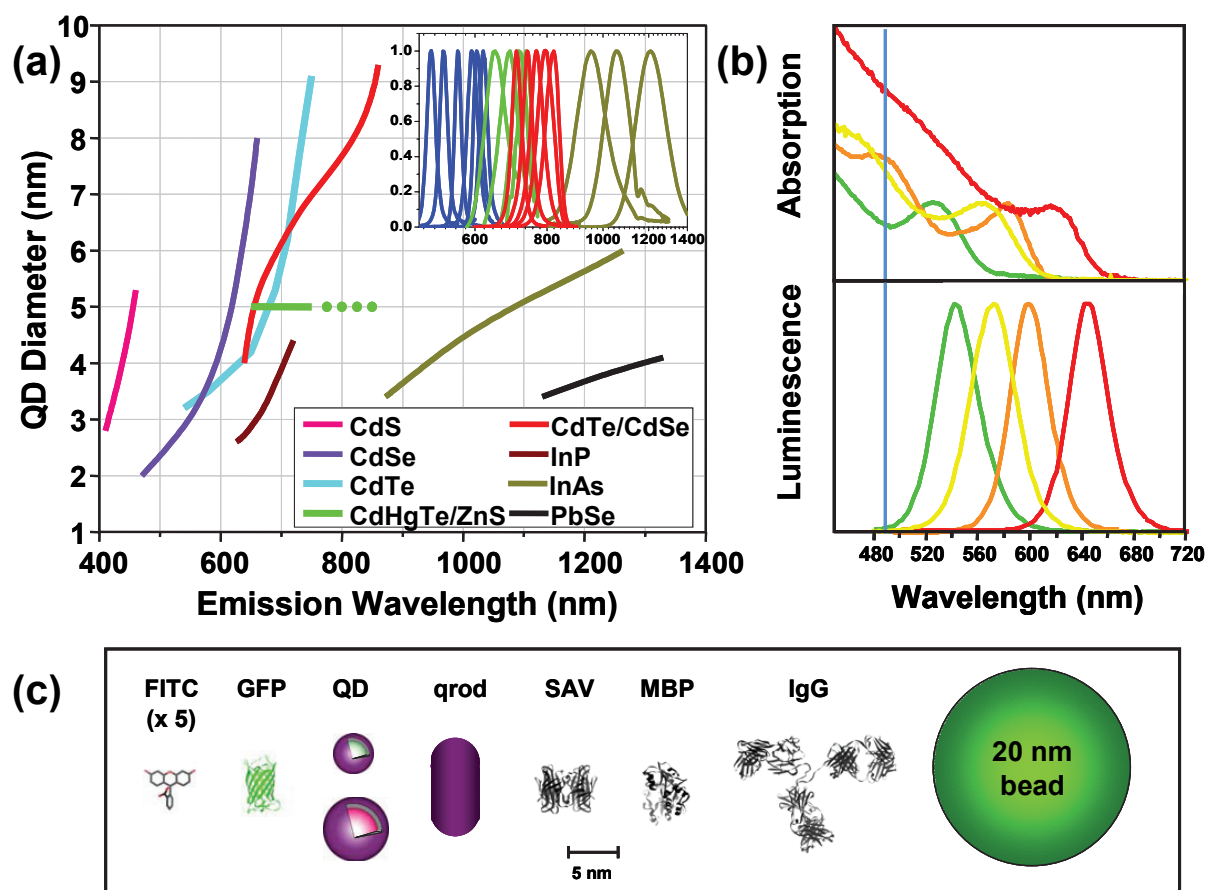 (a)
10
9
8
7
6
5
4
3
2
1
QD Diameter (nm)
400 600 800 1000 1200 1400
Emission Wavelength (nm)
1.0
0.8
0.6
0.4
0.2
0.0
600 800 1000 1200 1400
CdS CdTe/CdSe
CdSe InP
CdTe InAs
CdHgTe/ZnS PbSe
(b)
Absorption
Luminescence
480 520 560 600 640 680 720
Wavelength (nm)
(c)
FITC GFP QD qrod SAV MBP IgG
(x 5)
20 nm
bead
5 nm